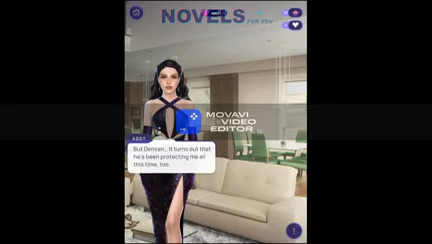 NOVELS
FOR YOU
MOVAVI
VIDEO
EDITOR
ABBY
But Demian... It turns out that
he's been protecting me all
this time, too.